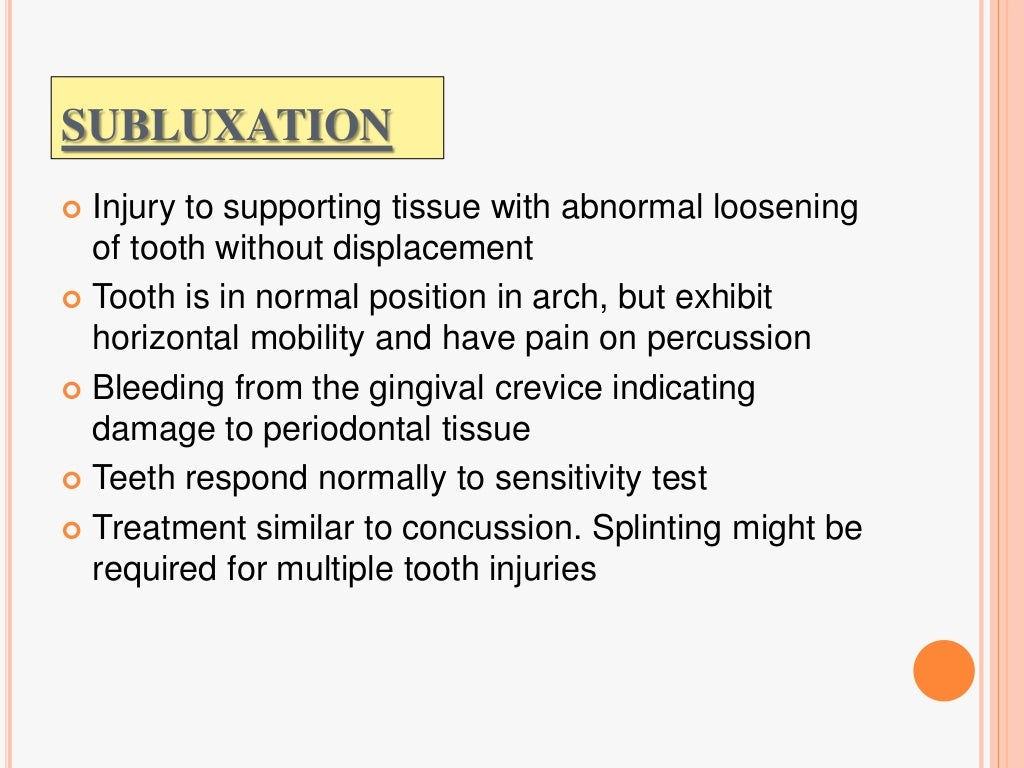 SUBLUXATION
Injury to supporting tissue with abnormal loosening
of tooth without displacement
Tooth is in normal position in arch, but exhibit
horizontal mobility and have pain on percussion
Bleeding from the gingival crevice indicating
damage to periodontal tissue
Teeth respond normally to sensitivity test
Treatment similar to concussion. Splinting might be
required for multiple tooth injuries